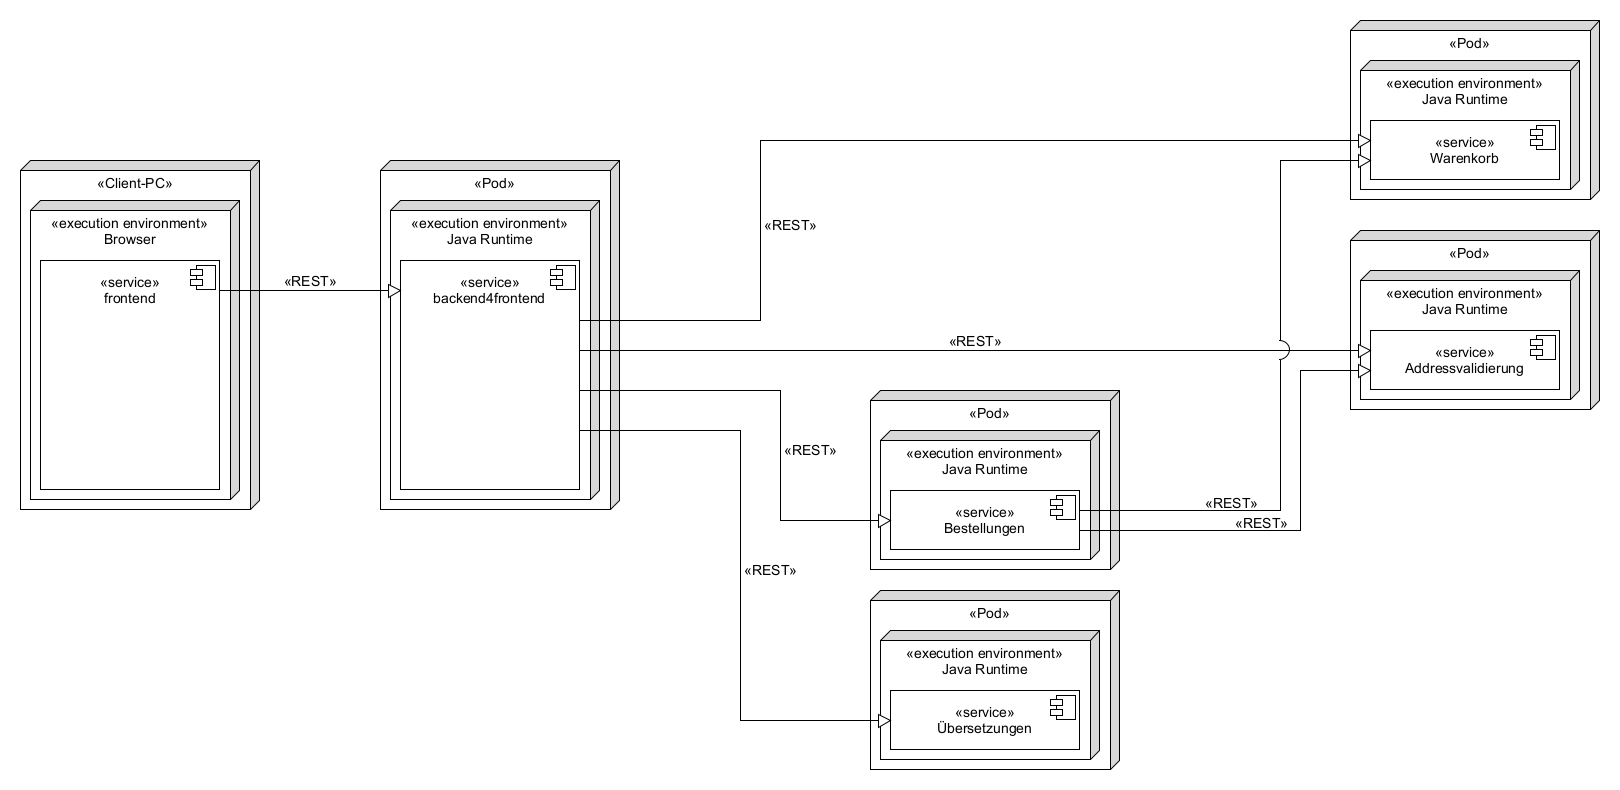 «Client-PC»
«execution environment»
Browser
«service»
frontend
«REST»
«Pod»
«execution environment»
Java Runtime
«service»
backend4frontend
«REST»
«REST»
«REST»
«REST»
«Pod»
«execution environment»
Java Runtime
«service»
Warenkorb
«Pod»
«execution environment»
Java Runtime
«service»
Addressvalidierung
«Pod»
«execution environment»
Java Runtime
«service»
Bestellungen
«REST»
«REST»
«Pod»
«execution environment»
Java Runtime
«service»
Übersetzungen